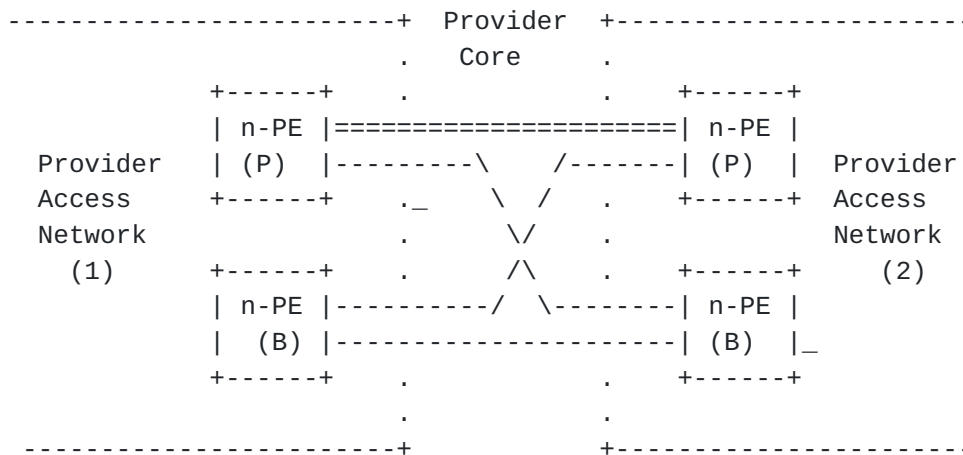 -------------------------+  Provider  +-----------------------
                         .   Core     .
             +------+    .            .    +------+
             | n-PE |======================| n-PE |
  Provider   | (P)  |---------\    /-------| (P)  |  Provider
  Access     +------+    ._    \  /   .    +------+  Access
  Network                .      \/    .              Network
    (1)      +------+    .      /\    .    +------+     (2)
             | n-PE |----------/  \--------| n-PE |
             |  (B) |----------------------| (B)  |_
             +------+    .            .    +------+
                         .            .
 ------------------------+            +-----------------------